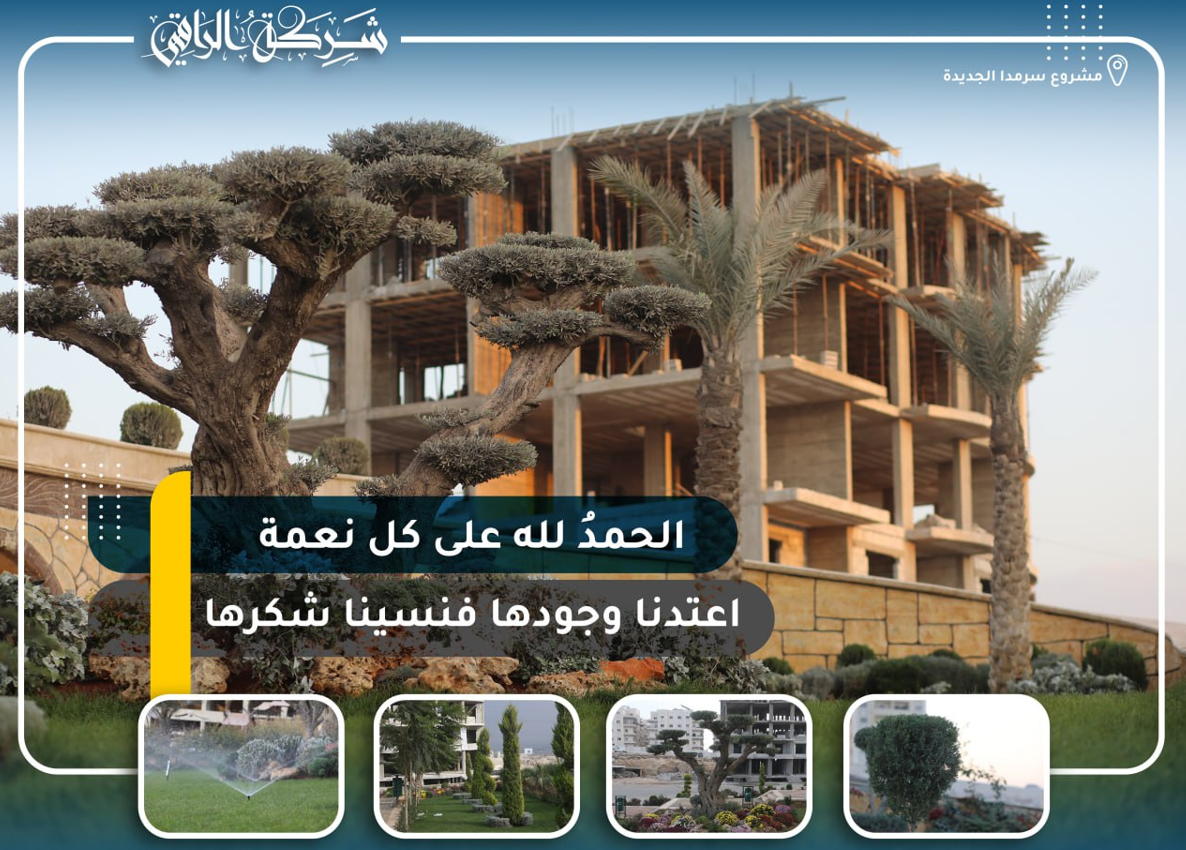 شركة الراقي
مشروع سرمدا الجديدة
الحمدُ لله على كل نعمة
اعتدنا وجودها فنسينا شكرها